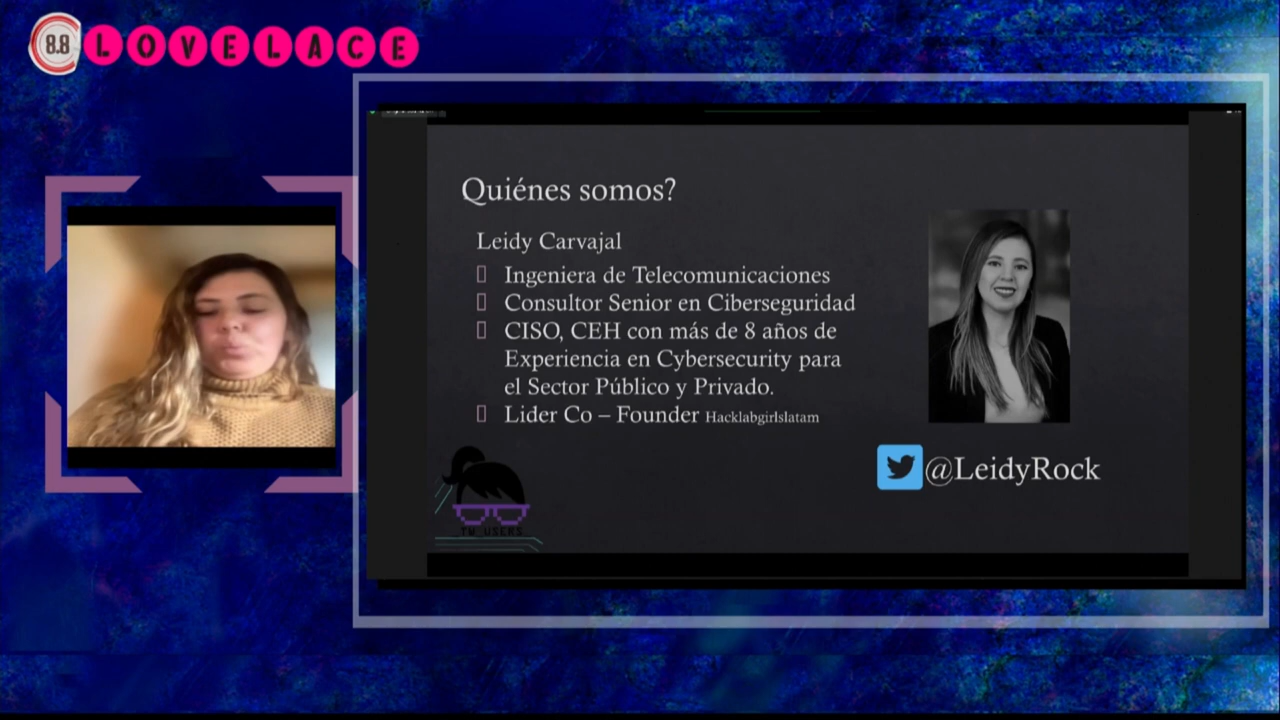 8.8 LOVELACE
Quiénes somos?
Leidy Carvajal
Ingeniera de Telecomunicaciones
Consultor Senior en Ciberseguridad
CISO, CEH con más de 8 años de
Experiencia en Cybersecurity para
el Sector Público y Privado.
Lider Co – Founder Hacklabgirlslatam
@LeidyRock
TW_USERS